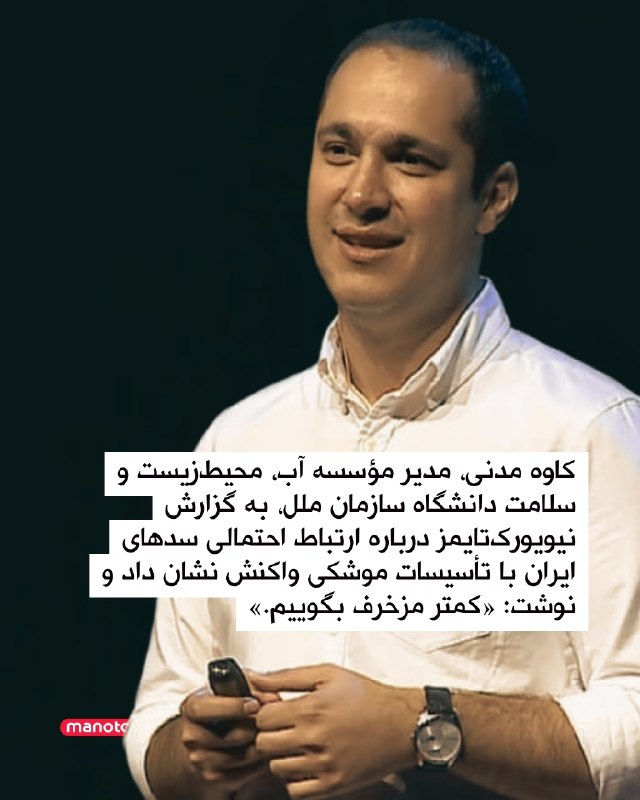 کاوه مدنی، مدیر مؤسسه آب، محیط‌زیست و
سلامت دانشگاه سازمان ملل، به گزارش
نیویورک‌تایمز درباره ارتباط احتمالی سدهای
ایران با تأسیسات موشکی واکنش نشان داد و
نوشت: «کمتر مزخرف بگوییم.»
manoto